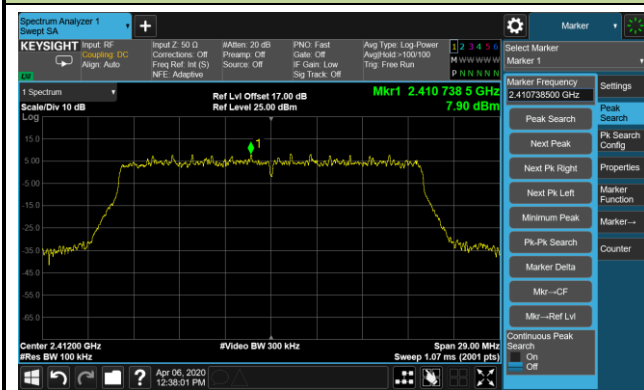 Spectrum Analyzer 1
Swept SA
+
Marker
KEYSIGHT
Input: RF
Coupling: DC
Align: Auto
Input Z: 50 Ω
Corrections: Off
Freq Ref: Int (S)
NFE: Adaptive
#Atten: 20 dB
Preamp: Off
Source: Off
PNO: Fast
Gate: Off
IF Gain: Low
Sig Track: Off
Avg Type: Log-Power
Avg|Hold:>100/100
Trig: Free Run
1 2 3 4 5 6
M W W W W W
P N N N N N
Select Marker
Marker 1
LXI
1 Spectrum
Scale/Div 10 dB
Log
Ref Lvl Offset 17.00 dB
Ref Level 25.00 dBm
Mkr1 2.410 738 5 GHz
7.90 dBm
1
15.0
5.00
-5.00
-15.0
-25.0
-35.0
-45.0
-55.0
-65.0
Center 2.41200 GHz
#Res BW 100 kHz
#Video BW 300 kHz
Span 29.00 MHz
Sweep 1.07 ms (2001 pts)
Marker Frequency
2.410738500 GHz
Peak Search
Next Peak
Next Pk Right
Next Pk Left
Minimum Peak
Pk-Pk Search
Marker Delta
Mkr→CF
Mkr→Ref Lvl
Continuous Peak
Search
On
Off
Settings
Peak
Search
Pk Search
Config
Properties
Marker
Function
Marker→
Counter
?
Apr 06, 2020
12:38:01 PM